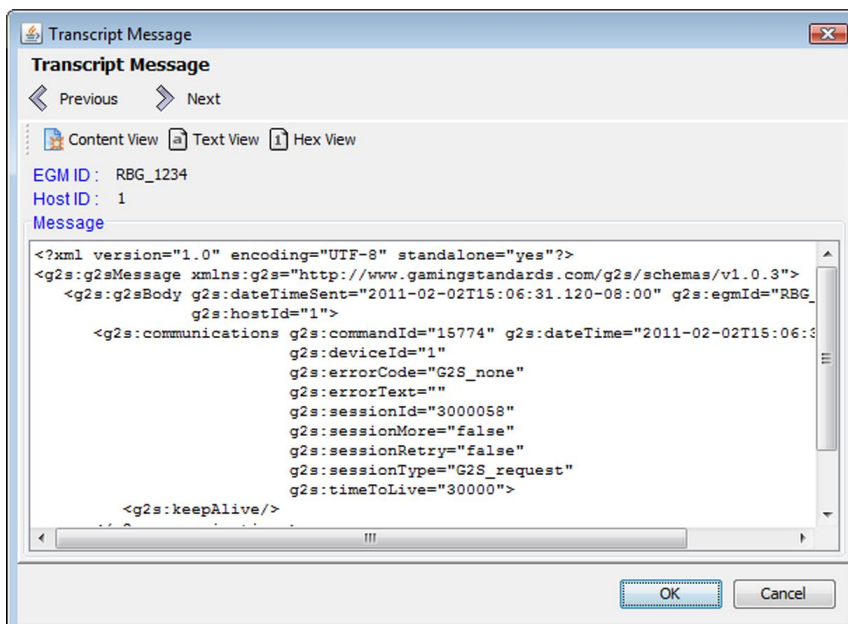 Transcript Message
Transcript Message
Previous Next
Content View a Text View 1 Hex View
EGM ID : RBG_1234
Host ID : 1
Message
<?xml version="1.0" encoding="UTF-8" standalone="yes"?>
<g2s:g2sMessage xmlns:g2s="http://www.gamingstandards.com/g2s/schemas/v1.0.3">
<g2s:g2sBody g2s:dateTimeSent="2011-02-02T15:06:31.120-08:00" g2s:egmId="RBG_
g2s:hostId="1">
<g2s:communications g2s:commandId="15774" g2s:dateTime="2011-02-02T15:06:3
g2s:deviceId="1"
g2s:errorCode="G2S_none"
g2s:errorText=""
g2s:sessionId="3000058"
g2s:sessionMore="false"
g2s:sessionRetry="false"
g2s:sessionType="G2S_request"
g2s:timeToLive="30000">
<g2s:keepAlive/>
OK Cancel